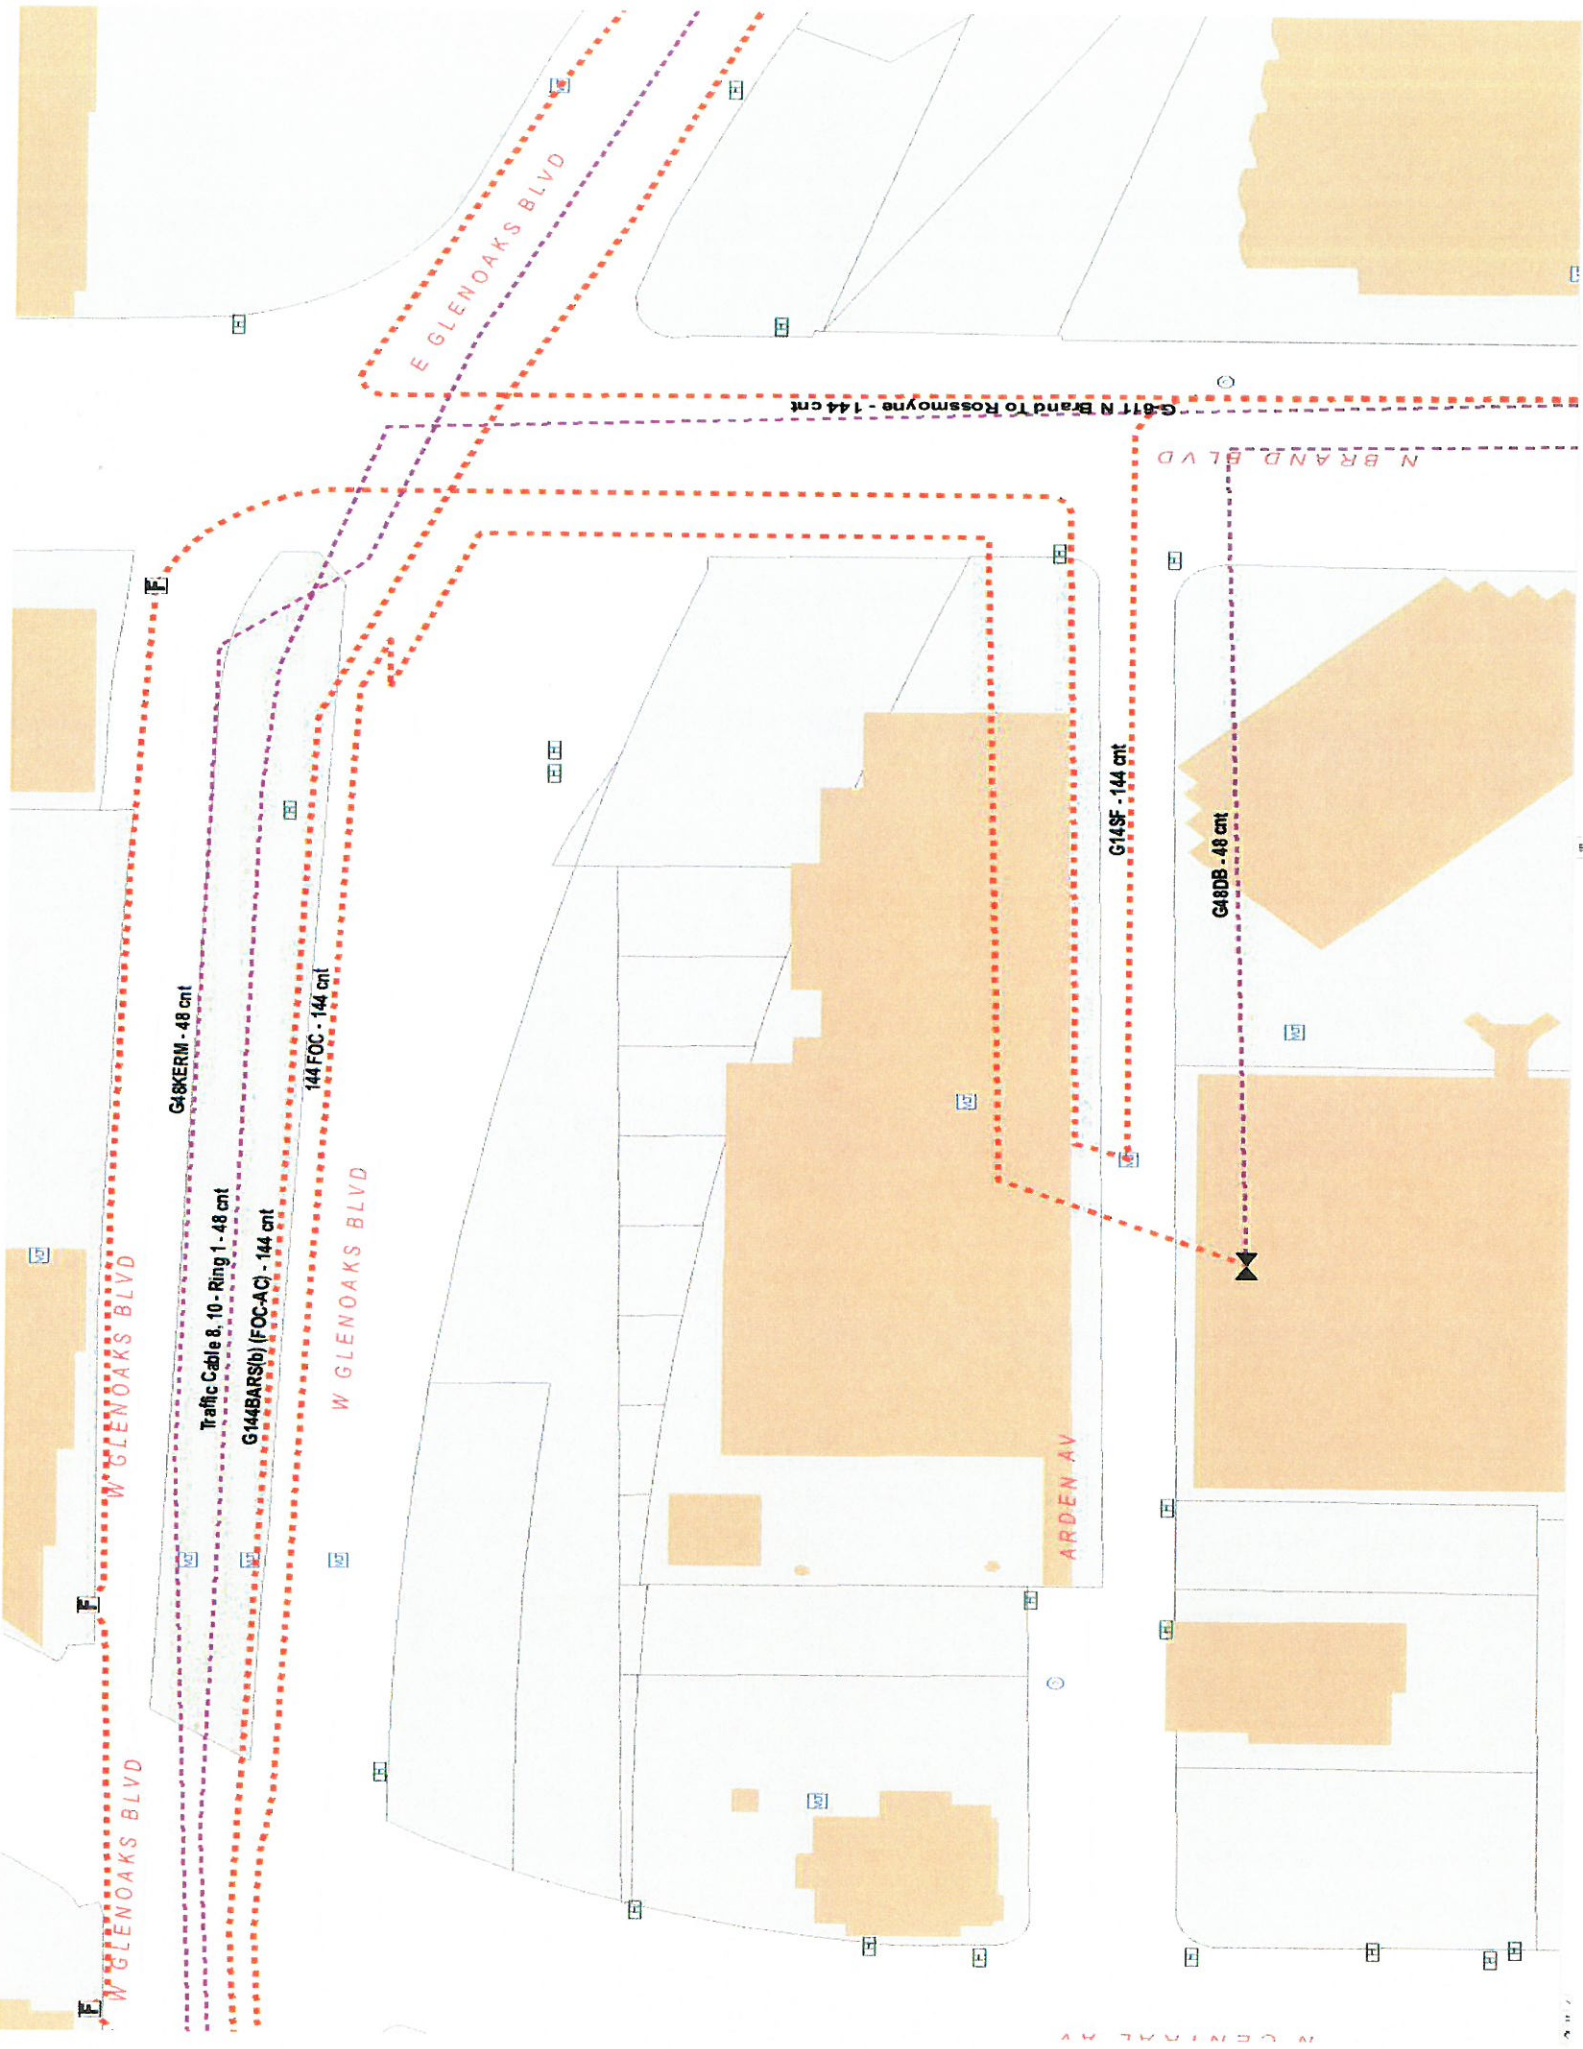 E GLENOAKS BLVD
G-611 N Brand To Rossmoyne - 144 cnt
N BRAND BLVD
F
G14SF - 144 cnt
G48DB - 48 cnt
G48KERM - 48 cnt
144 FOC - 144 cnt
Traffic Cable 8, 10 - Ring 1 - 48 cnt
G144BARS(b) (FOC-AC) - 144 cnt
W GLENOAKS BLVD
W GLENOAKS BLVD
ARDEN AV
F
W GLENOAKS BLVD
F
N CENTRAL AV